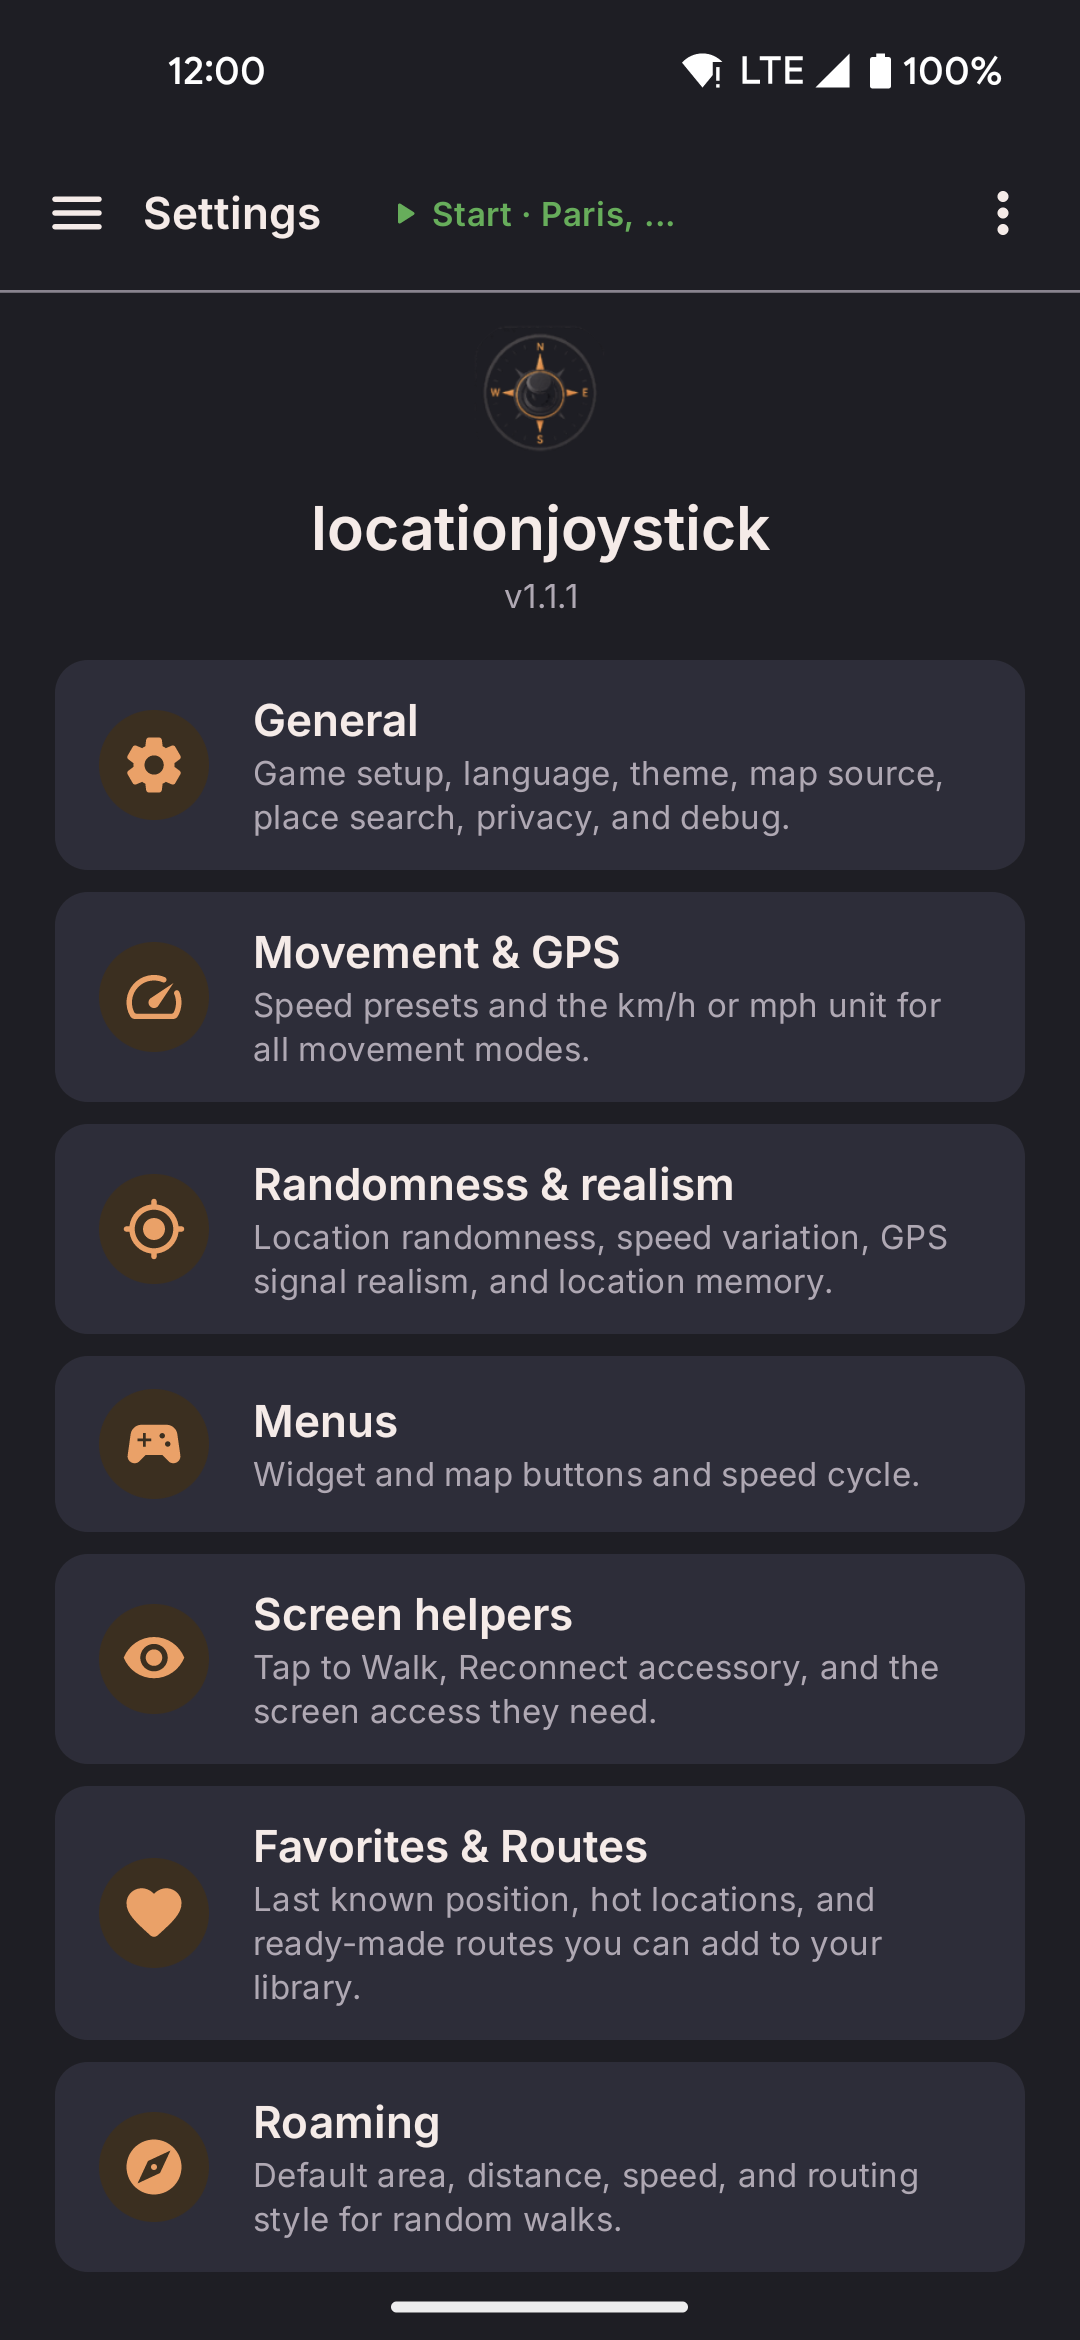 12:00
LTE 100%
Settings
Start · Paris, ...
N
W E
S
locationjoystick
v1.1.1
General
Game setup, language, theme, map source,
place search, privacy, and debug.
Movement & GPS
Speed presets and the km/h or mph unit for
all movement modes.
Randomness & realism
Location randomness, speed variation, GPS
signal realism, and location memory.
Menus
Widget and map buttons and speed cycle.
Screen helpers
Tap to Walk, Reconnect accessory, and the
screen access they need.
Favorites & Routes
Last known position, hot locations, and
ready-made routes you can add to your
library.
Roaming
Default area, distance, speed, and routing
style for random walks.